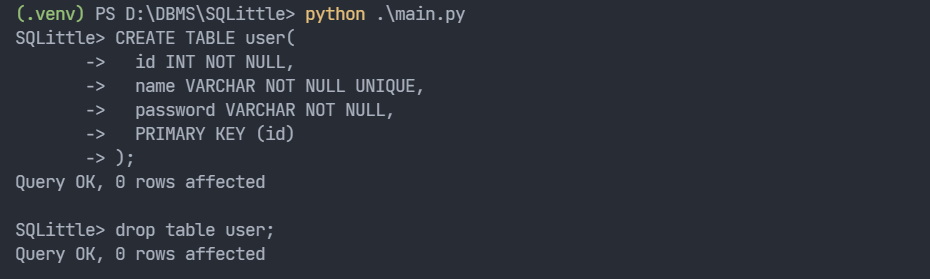 (.venv) PS D:\DBMS\SQLittle> python .\main.py
SQLittle> CREATE TABLE user(
       ->   id INT NOT NULL,
       ->   name VARCHAR NOT NULL UNIQUE,
       ->   password VARCHAR NOT NULL,
       ->   PRIMARY KEY (id)
       -> );
Query OK, 0 rows affected

SQLittle> drop table user;
Query OK, 0 rows affected